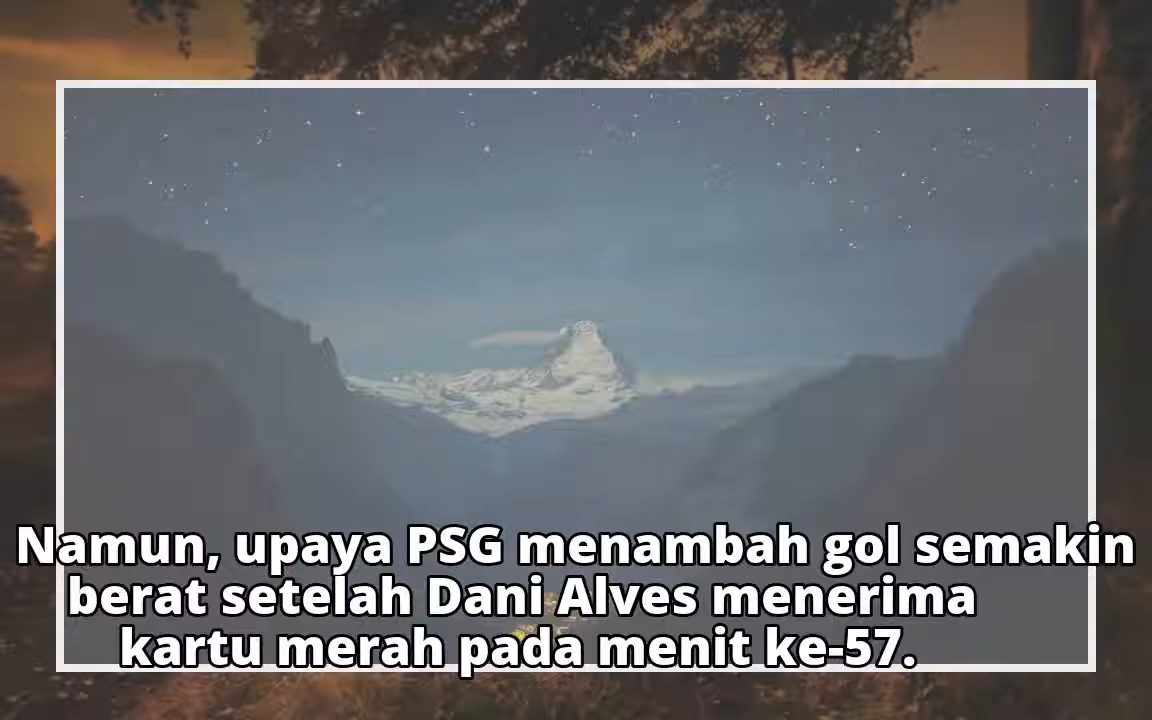 Namun, upaya PSG menambah gol semakin
berat setelah Dani Alves menerima
kartu merah pada menit ke-57.